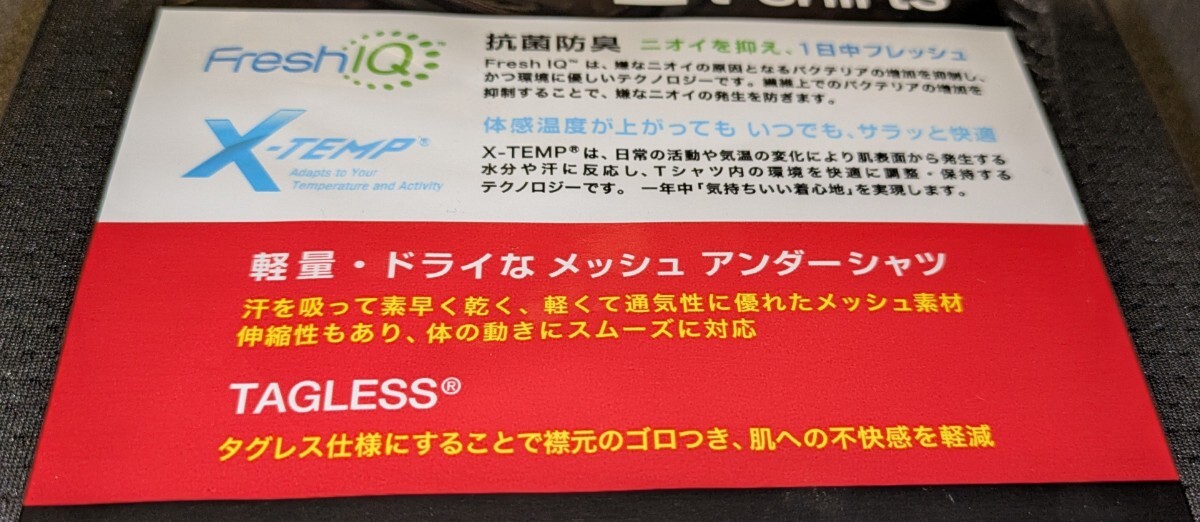 T-Shirts
Fresh IQ
抗菌防臭 ニオイを抑え、1日中フレッシュ
Fresh IQ™ は、嫌なニオイの原因となるバクテリアの増加を抑制し、
かつ環境に優しいテクノロジーです。繊維上でのバクテリアの増加を
抑制することで、嫌なニオイの発生を防ぎます。
X-TEMP®
Adapts to Your
Temperature and Activity
体感温度が上がっても いつでも、サラッと快適
X-TEMP®は、日常の活動や気温の変化により肌表面から発生する
水分や汗に反応し、Tシャツ内の環境を快適に調整・保持する
テクノロジーです。 一年中「気持ちいい着心地」を実現します。
軽量・ドライな メッシュ アンダーシャツ
汗を吸って素早く乾く、軽くて通気性に優れたメッシュ素材
伸縮性もあり、体の動きにスムーズに対応
TAGLESS®
タグレス仕様にすることで襟元のゴロつき、肌への不快感を軽減